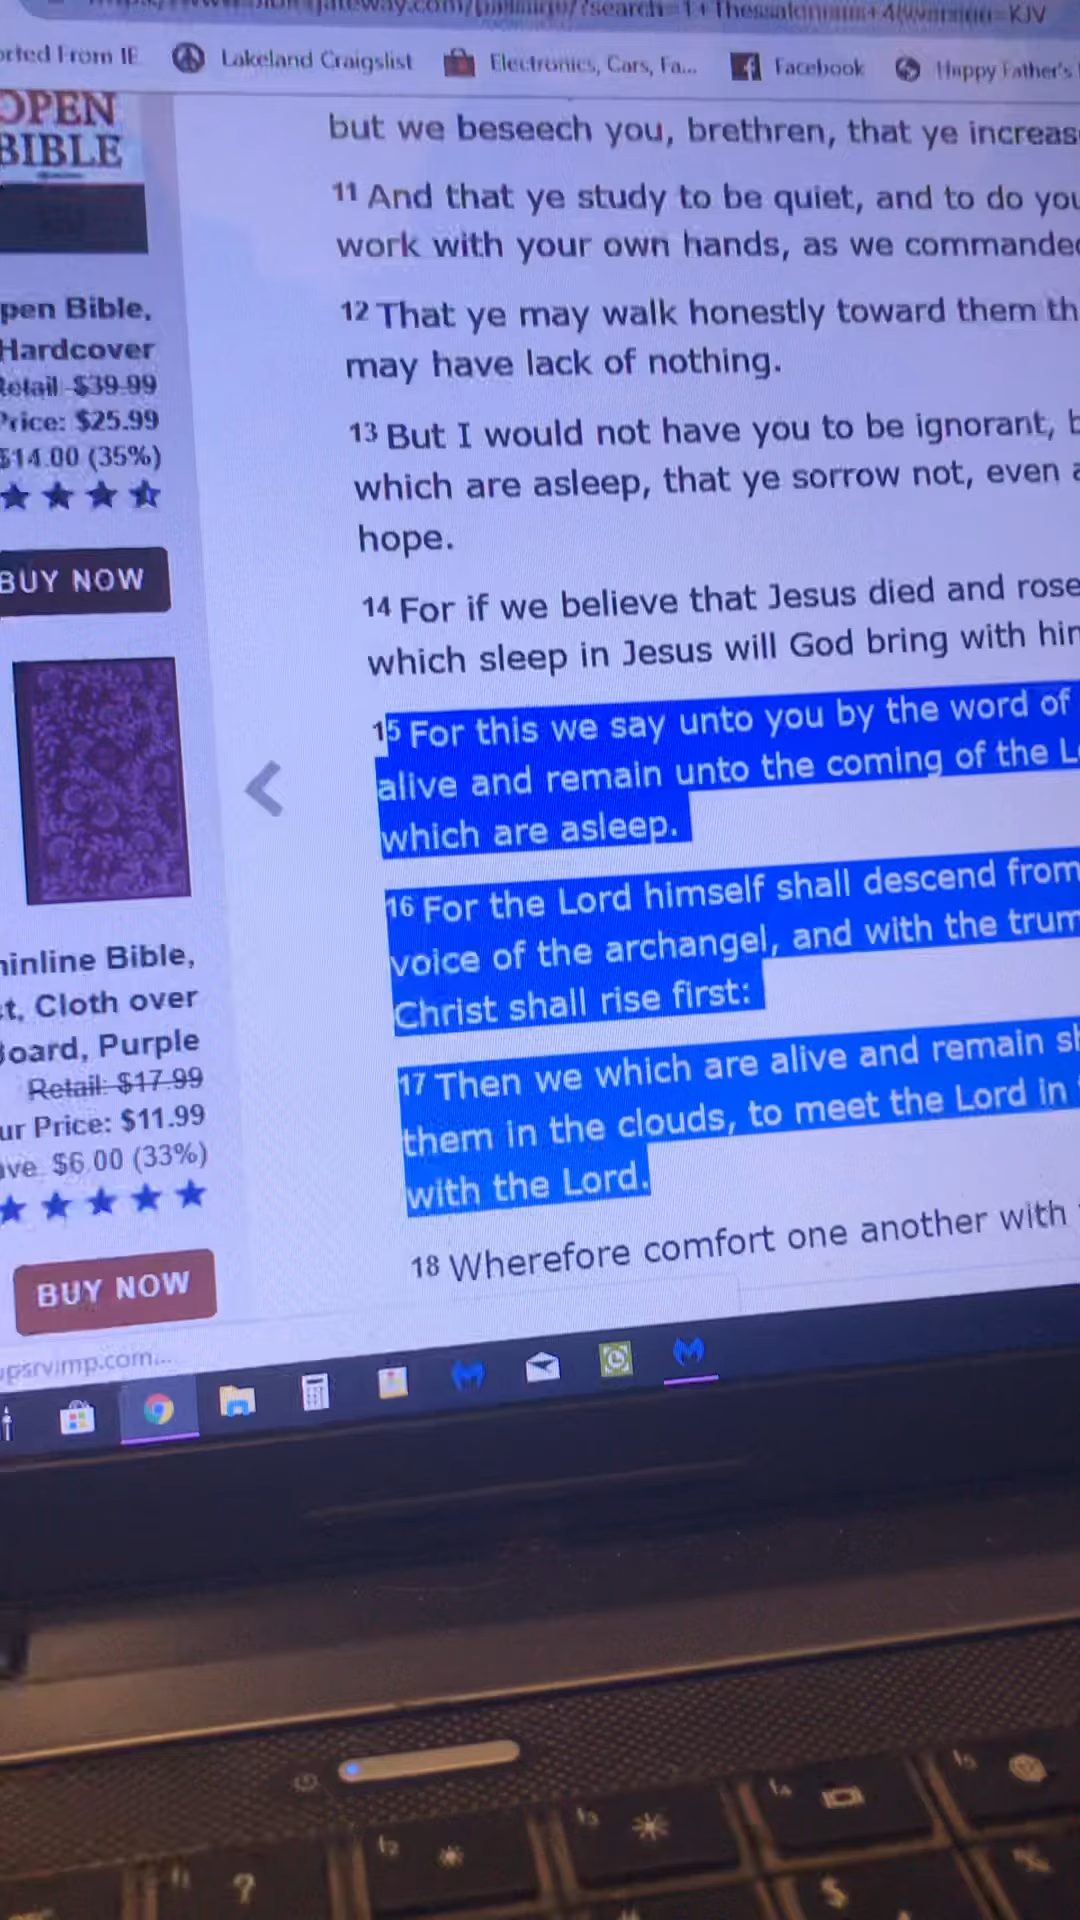 orted From IE Lakeland Craigslist Electronics, Cars, Fa... Facebook Happy Father's
OPEN
BIBLE
pen Bible,
Hardcover
Retail $39.99
Price: $25.99
$14.00 (35%)
BUY NOW
inline Bible,
t, Cloth over
Board, Purple
Retail: $17.99
ur Price: $11.99
ve $6.00 (33%)
BUY NOW
but we beseech you, brethren, that ye increas
11 And that ye study to be quiet, and to do you
work with your own hands, as we commanded
12 That ye may walk honestly toward them th
may have lack of nothing.
13 But I would not have you to be ignorant, b
which are asleep, that ye sorrow not, even a
hope.
14 For if we believe that Jesus died and rose
which sleep in Jesus will God bring with him
15 For this we say unto you by the word of
alive and remain unto the coming of the L
which are asleep.
16 For the Lord himself shall descend from
voice of the archangel, and with the trum
Christ shall rise first:
17 Then we which are alive and remain sh
them in the clouds, to meet the Lord in
with the Lord.
18 Wherefore comfort one another with
psrvimp.com...
f2
f3
f4
f5
?
$
%